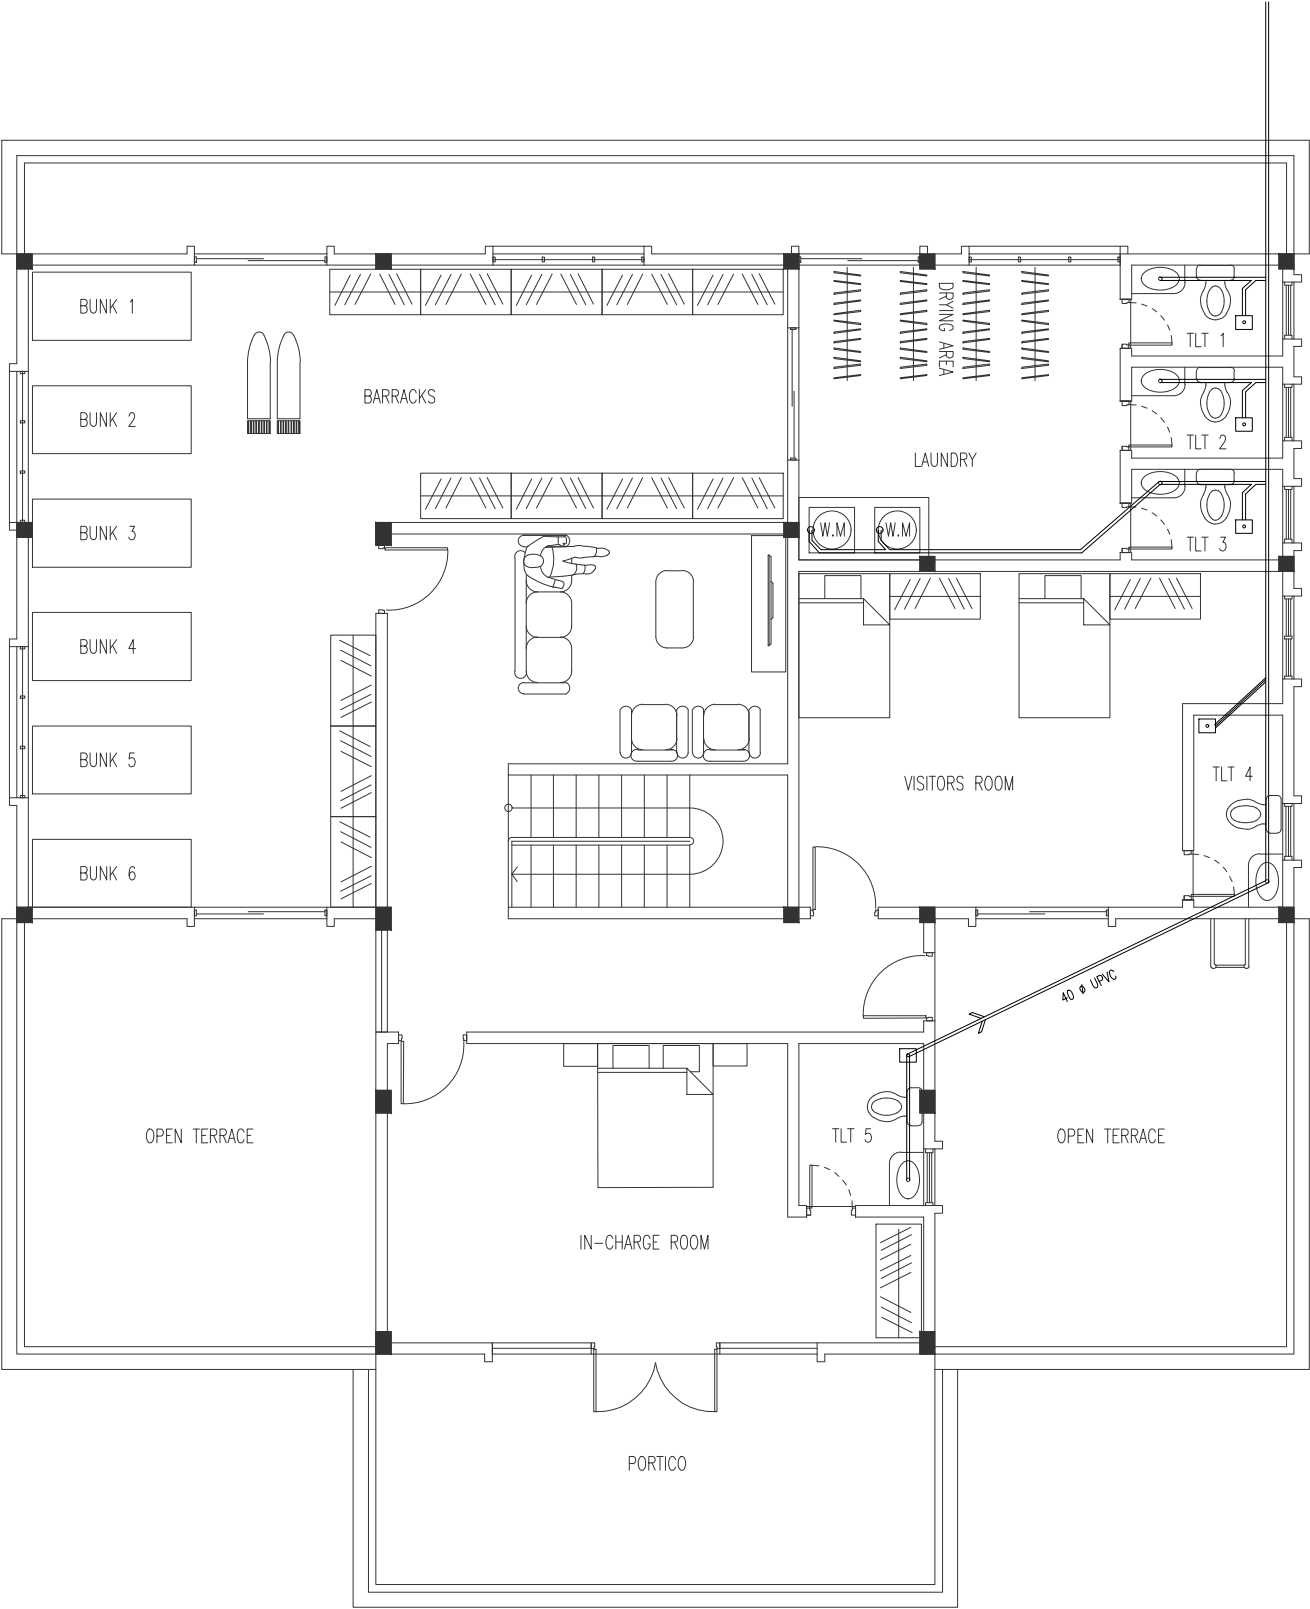 BUNK 1
BUNK 2
BUNK 3
BUNK 4
BUNK 5
BUNK 6
BARRACKS
DRYING AREA
LAUNDRY
W.M
W.M
TLT 1
TLT 2
TLT 3
TLT 4
VISITORS ROOM
40 ø UPVC
TLT 5
OPEN TERRACE
OPEN TERRACE
IN-CHARGE ROOM
PORTICO